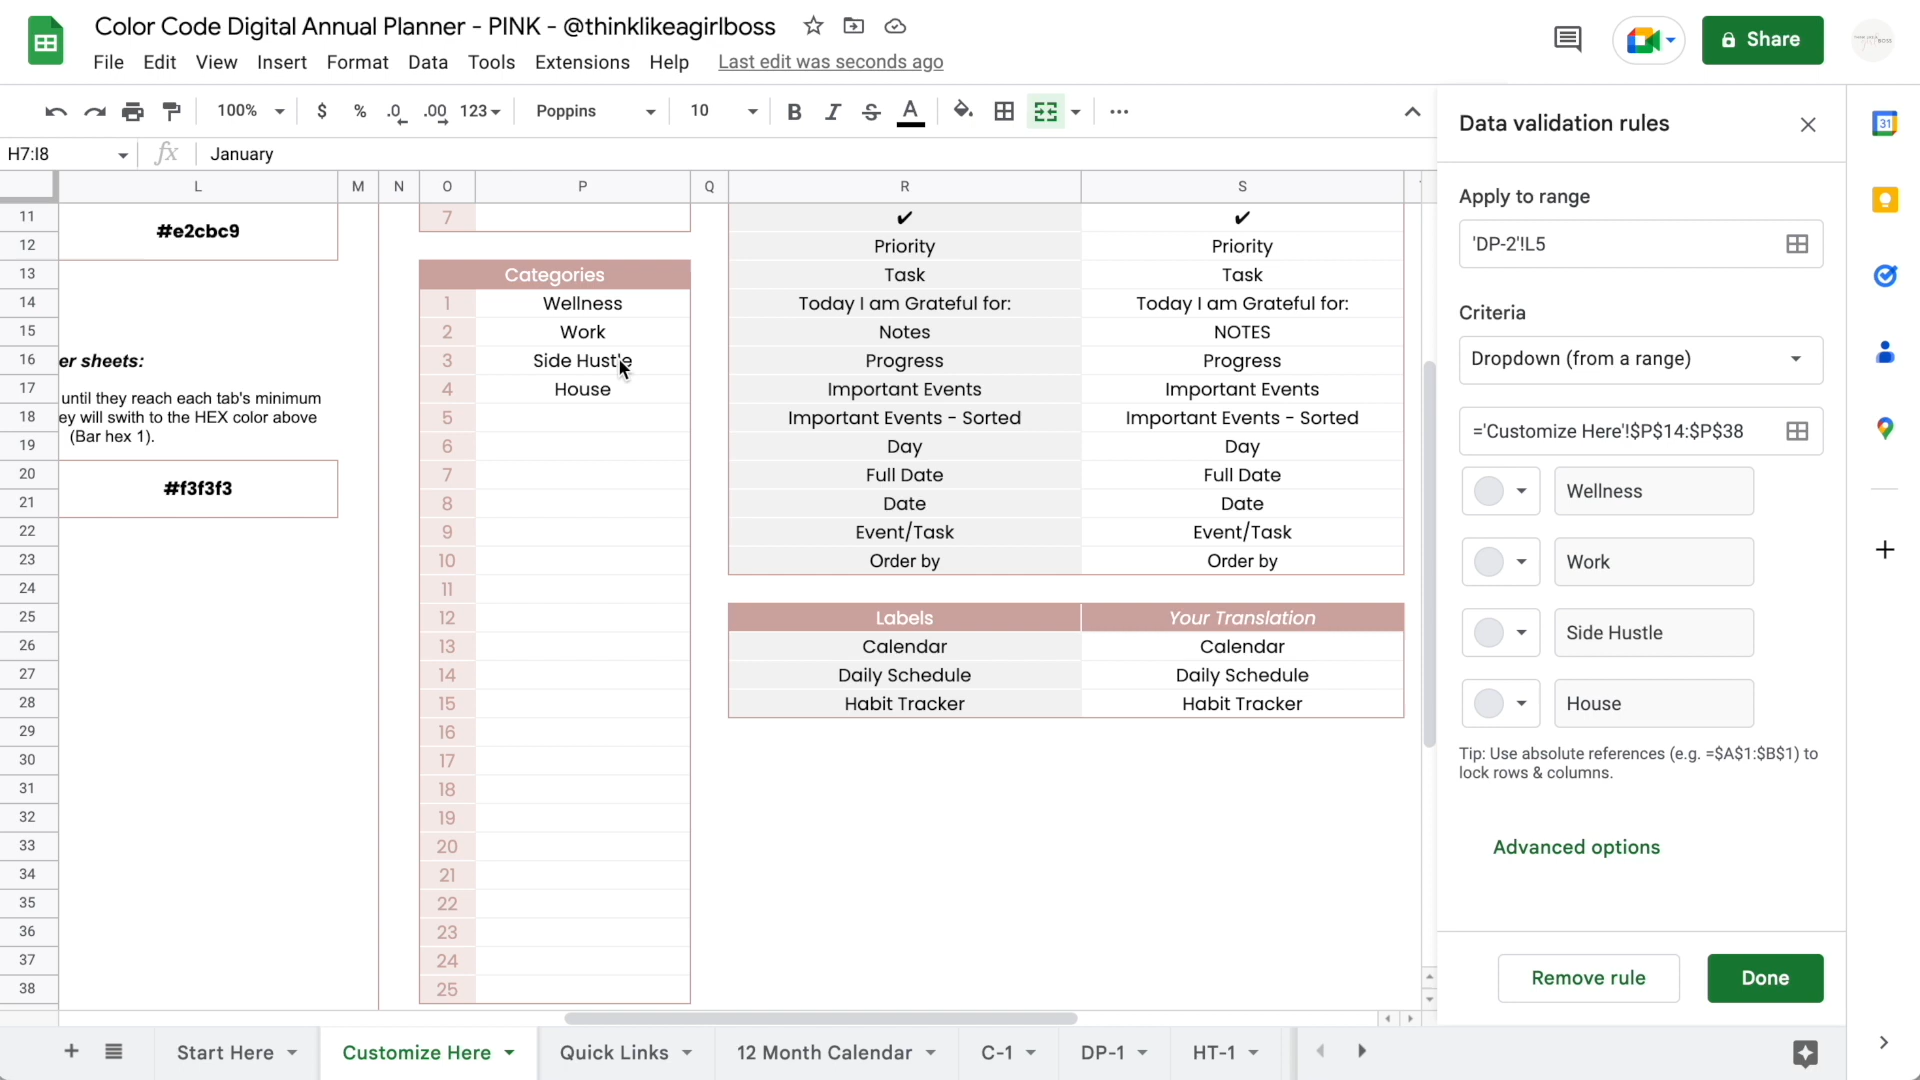 Color Code Digital Annual Planner - PINK - @thinklikeagirlboss
File Edit View Insert Format Data Tools Extensions Help Last edit was seconds ago
Share
100% $ % .0 .00 123 Poppins 10 B I S A
H7:I8 fx January
L M N O P Q R S
11
12
13
14
15
16
17
18
19
20
21
22
23
24
25
26
27
28
29
30
31
32
33
34
35
36
37
38
#e2cbc9
er sheets:
until they reach each tab's minimum
ey will swith to the HEX color above
(Bar hex 1).
#f3f3f3
7
Categories
1 Wellness
2 Work
3 Side Hustle
4 House
5
6
7
8
9
10
11
12
13
14
15
16
17
18
19
20
21
22
23
24
25
✔ ✔
Priority Priority
Task Task
Today I am Grateful for: Today I am Grateful for:
Notes NOTES
Progress Progress
Important Events Important Events
Important Events - Sorted Important Events - Sorted
Day Day
Full Date Full Date
Date Date
Event/Task Event/Task
Order by Order by
Labels Your Translation
Calendar Calendar
Daily Schedule Daily Schedule
Habit Tracker Habit Tracker
Data validation rules
Apply to range
'DP-2'!L5
Criteria
Dropdown (from a range)
='Customize Here'!$P$14:$P$38
Wellness
Work
Side Hustle
House
Tip: Use absolute references (e.g. =$A$1:$B$1) to
lock rows & columns.
Advanced options
Remove rule Done
31
Start Here Customize Here Quick Links 12 Month Calendar C-1 DP-1 HT-1